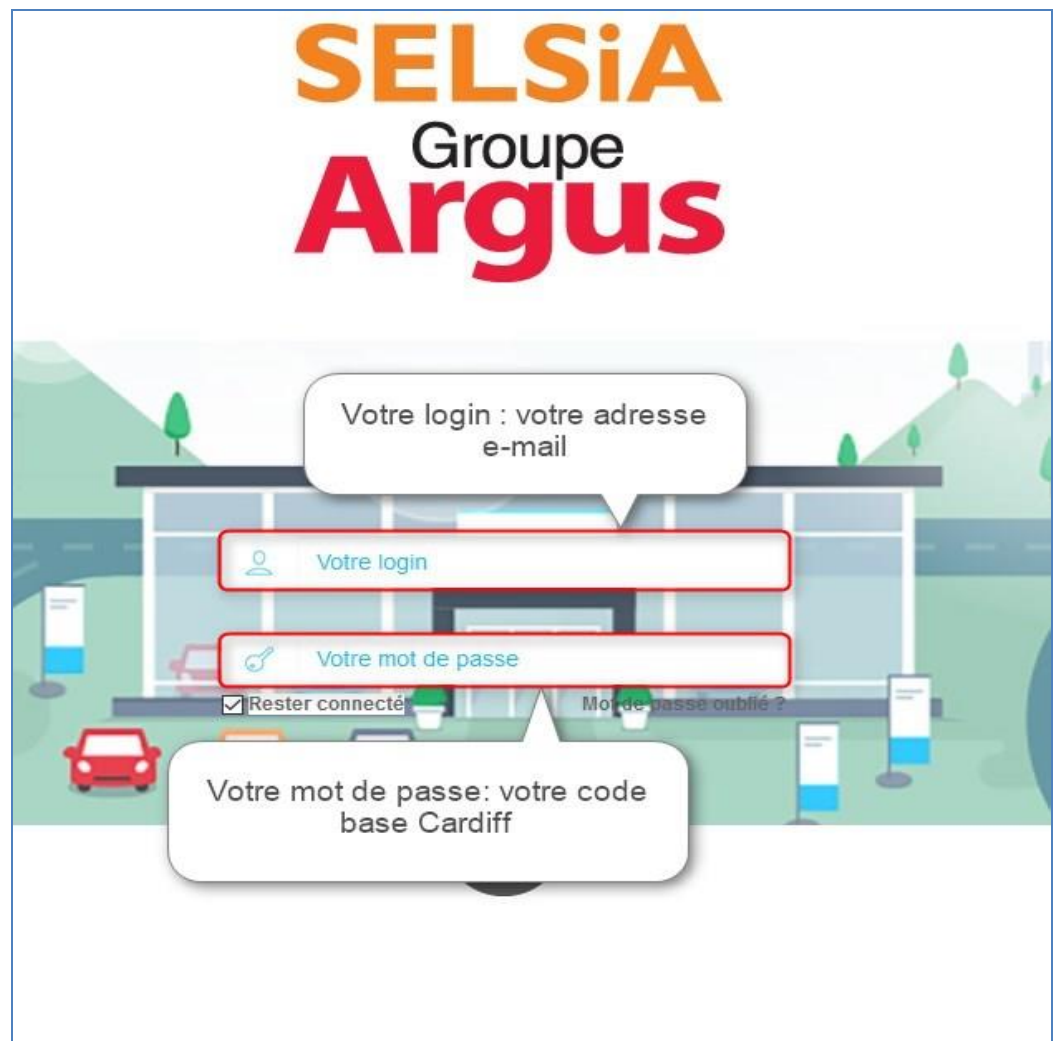 SELSiA
Groupe
Argus
Votre login : votre adresse
e-mail
Votre login
Votre mot de passe
Rester connecté
Mot de passe oublié ?
Votre mot de passe: votre code
base Cardiff